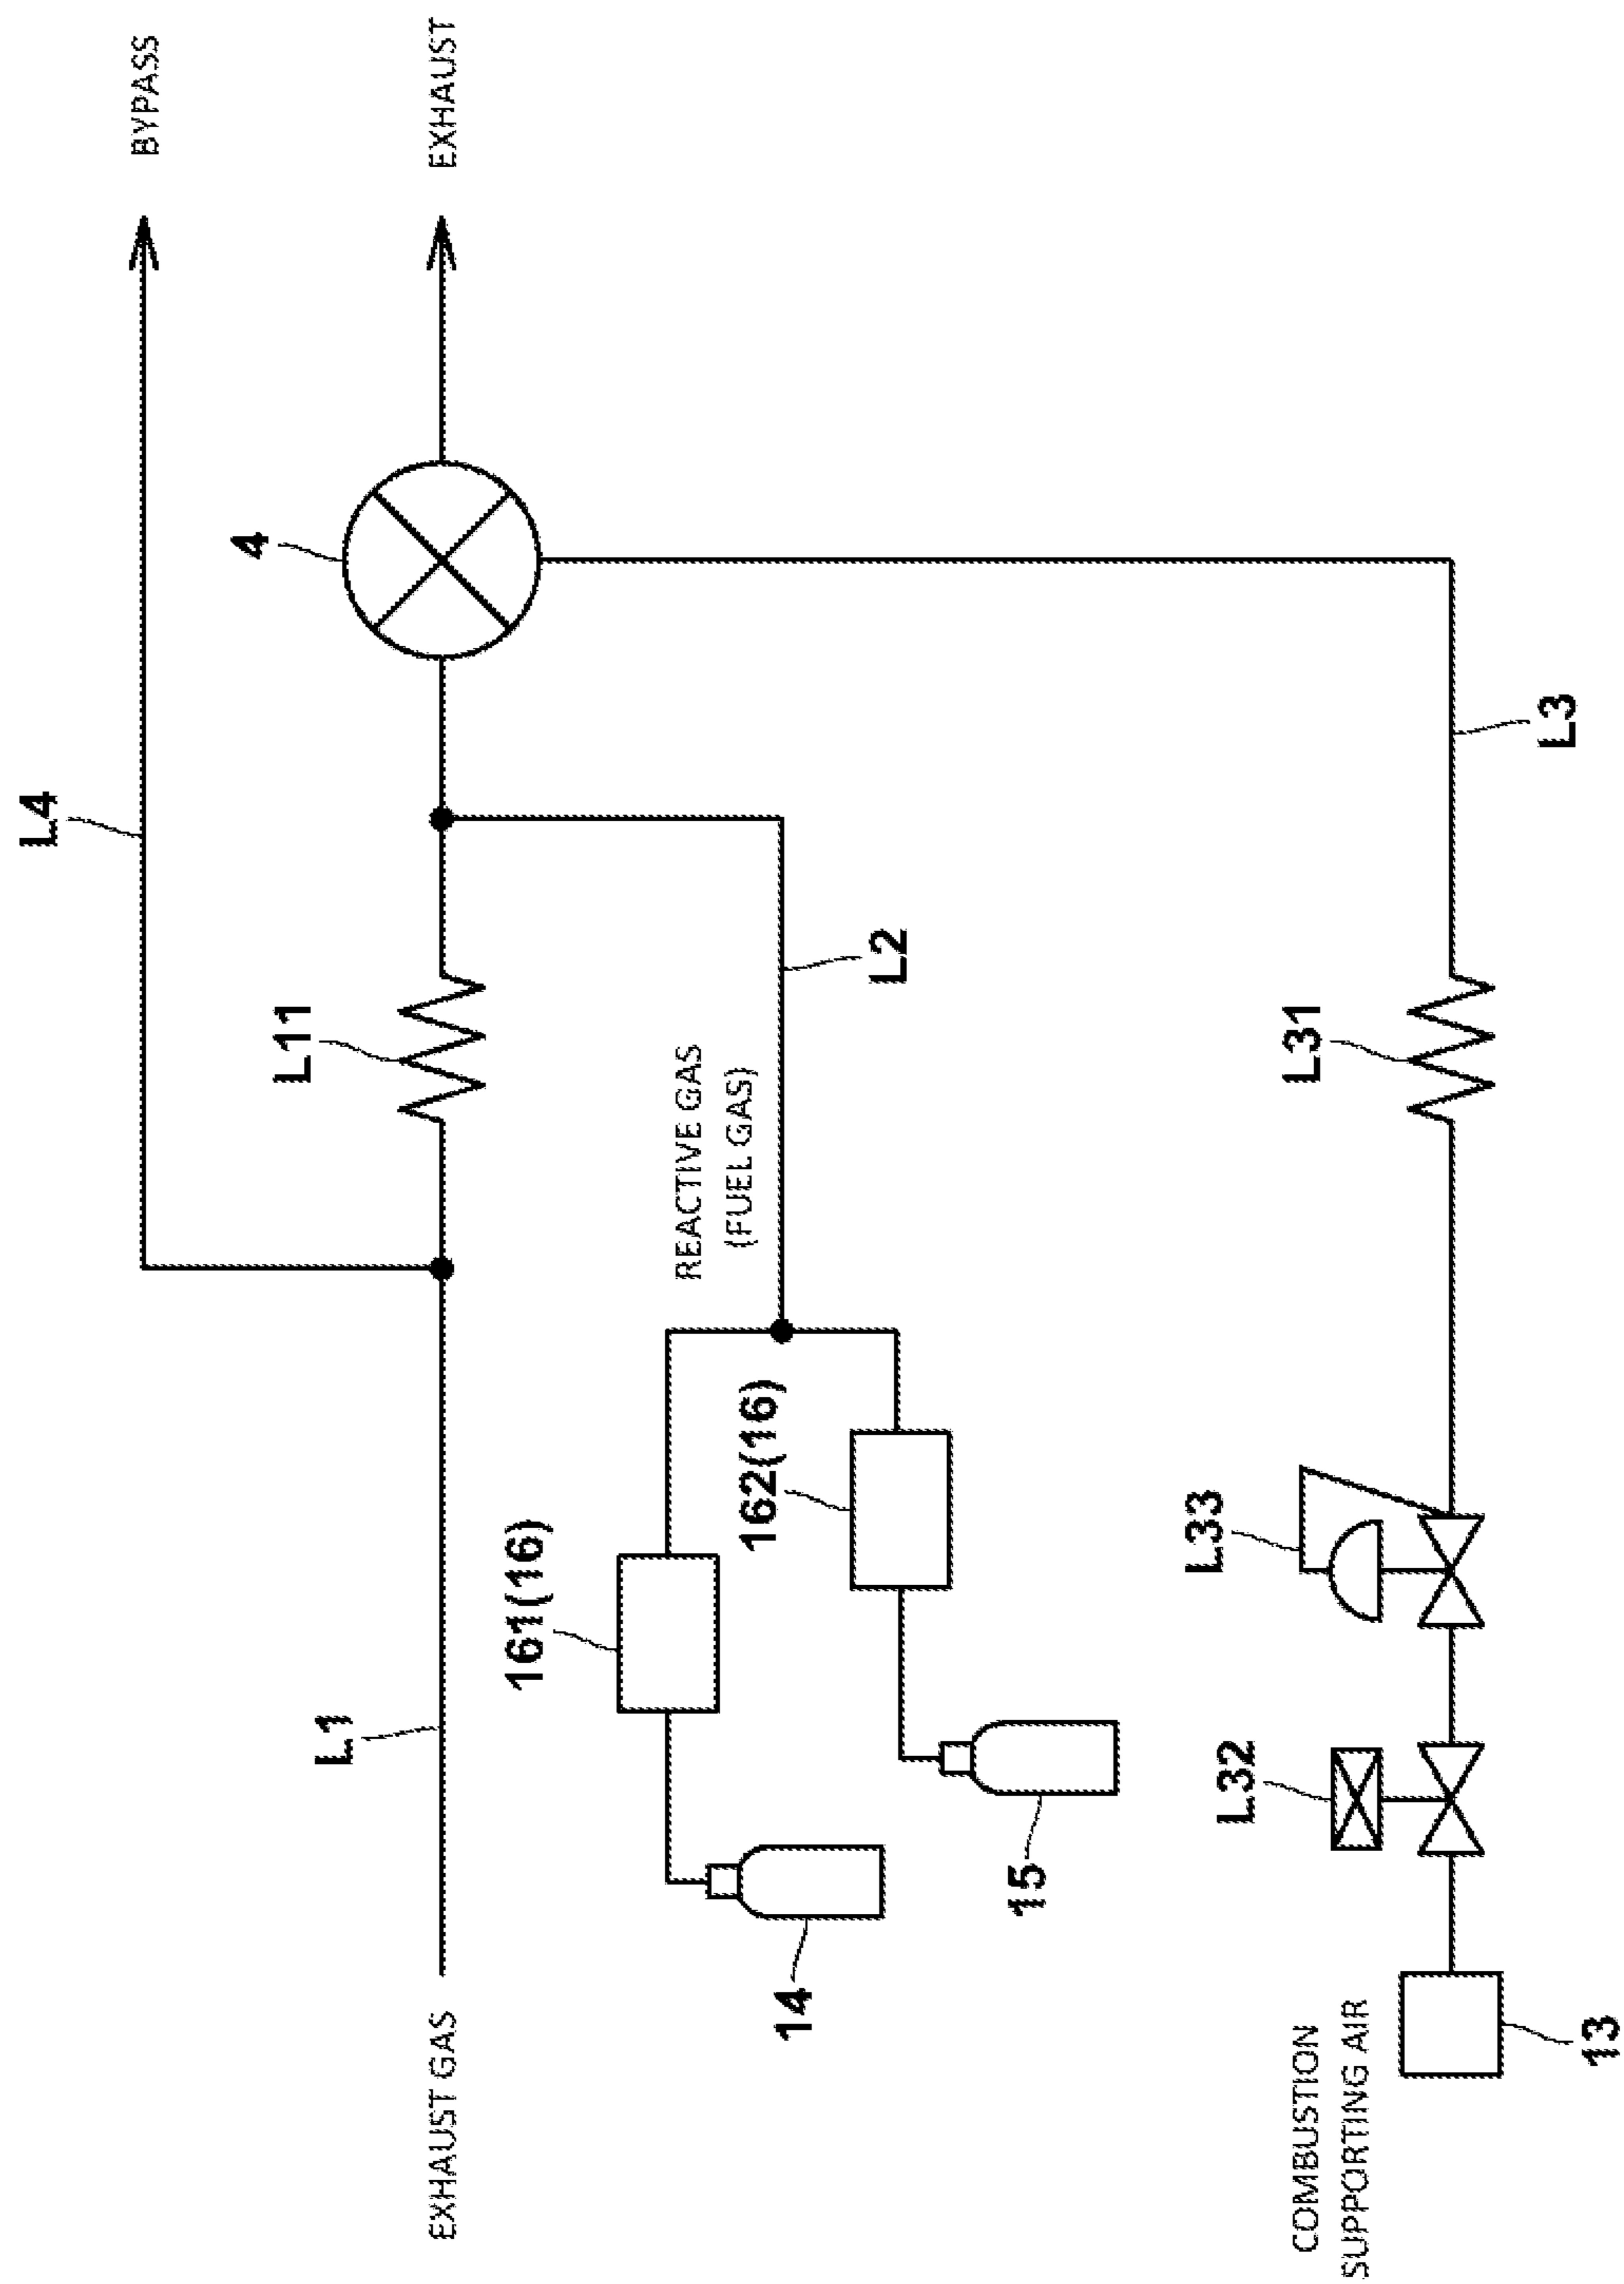 BYPASS
L4
EXHAUST
4
L11
L1
EXHAUST GAS
REACTIVE GAS
(FUEL GAS)
L2
161(16)
162(16)
14
15
L31
L3
L33
L32
COMBUSTION
SUPPORTING AIR
13